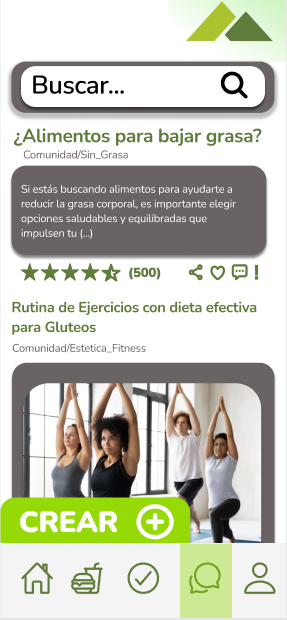 Buscar...
¿Alimentos para bajar grasa?
Comunidad/Sin_Grasa
Si estás buscando alimentos para ayudarte a
reducir la grasa corporal, es importante elegir
opciones saludables y equilibradas que
impulsen tu (...)
(500)
Rutina de Ejercicios con dieta efectiva
para Gluteos
Comunidad/Estetica_Fitness
CREAR